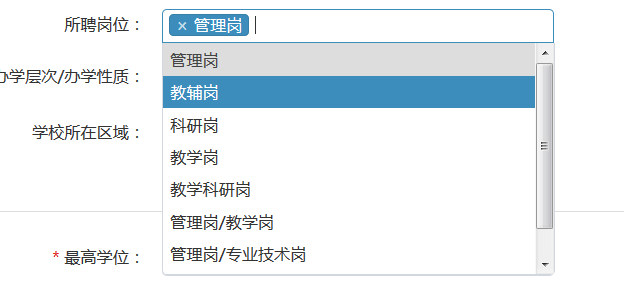 所聘岗位：
× 管理岗
管理岗
办学层次/办学性质：
教辅岗
科研岗
学校所在区域：
教学岗
教学科研岗
管理岗/教学岗
* 最高学位：
管理岗/专业技术岗